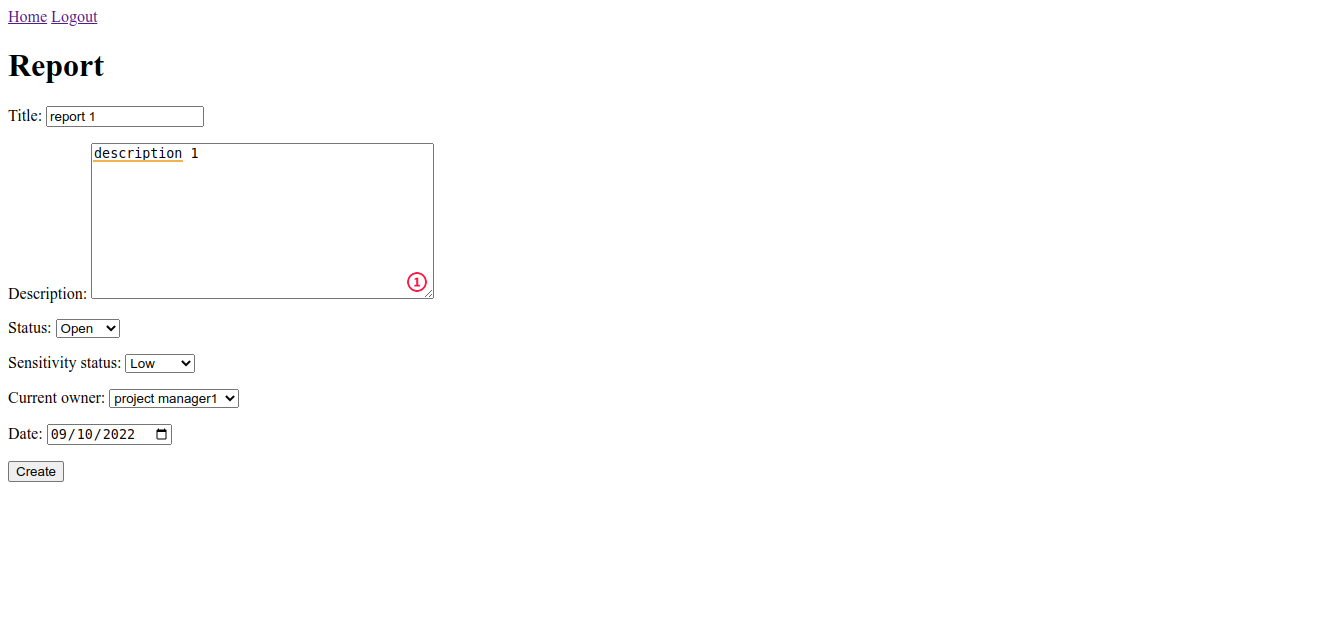 Home Logout
Report
Title: report 1
description 1
1
Description:
Status: Open
Sensitivity status: Low
Current owner: project manager1
Date: 09/10/2022
Create